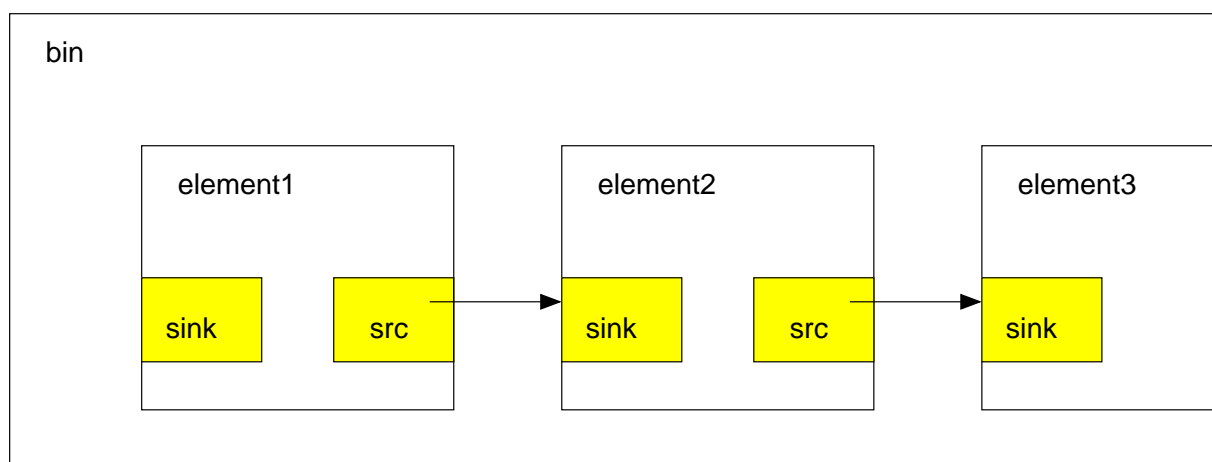 bin
element1
element2
element3
sink
src
sink
src
sink